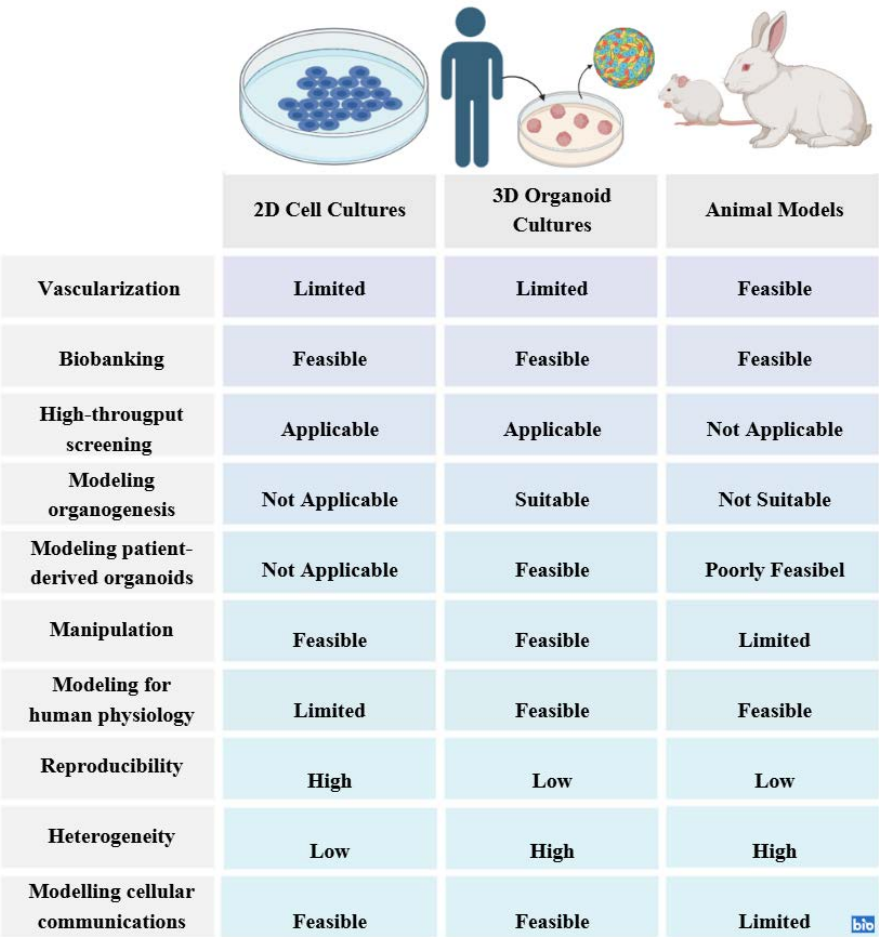 2D Cell Cultures
3D Organoid
Cultures
Animal Models
Vascularization
Limited
Limited
Feasible
Biobanking
Feasible
Feasible
Feasible
High-througput
screening
Applicable
Applicable
Not Applicable
Modeling
organogenesis
Not Applicable
Suitable
Not Suitable
Modeling patient-
derived organoids
Not Applicable
Feasible
Poorly Feasibel
Manipulation
Feasible
Feasible
Limited
Modeling for
human physiology
Limited
Feasible
Feasible
Reproducibility
High
Low
Low
Heterogeneity
Low
High
High
Modelling cellular
communications
Feasible
Feasible
Limited
bio